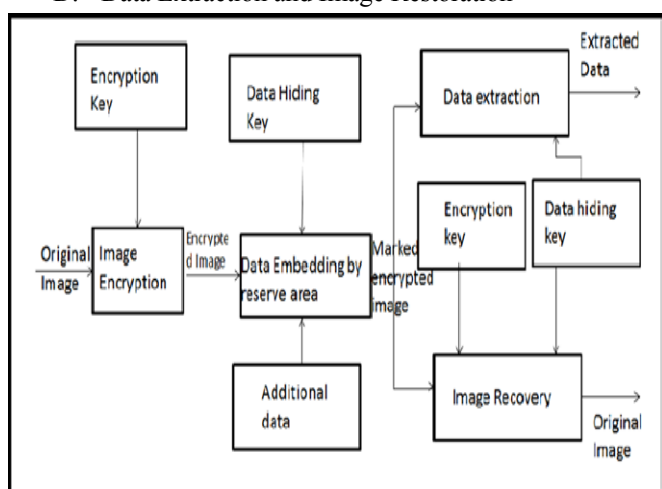 D. Data Extraction and Image Restoration
Encryption
Key
Data Hiding
Key
Extracted
Data
Data extraction
Encryption
key
Data hiding
key
Original
Image
Image
Encryption
Encrypte
d Image
Data Embedding by
reserve area
Marked
encrypted
image
Additional
data
Image Recovery
Original
Image